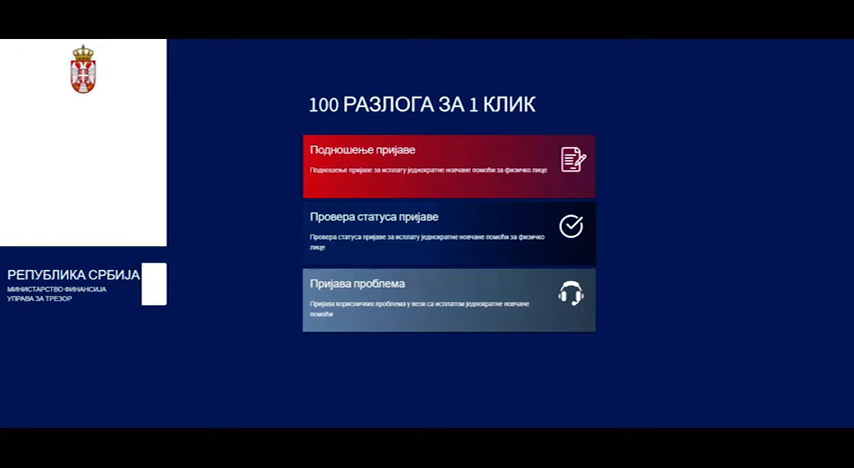 100 РАЗЛОГА ЗА 1 КЛИК
Подношење пријаве
Подношење пријаве за исплату једнократне новчане помоћи за физичко лице
Провера статуса пријаве
Провера статуса пријаве за исплату једнократне новчане помоћи за физичко
лице
Пријава проблема
Пријава корисничких проблема у вези са исплатом једнократне новчане
помоћи
РЕПУБЛИКА СРБИЈА
МИНИСТАРСТВО ФИНАНСИЈА
УПРАВА ЗА ТРЕЗОР